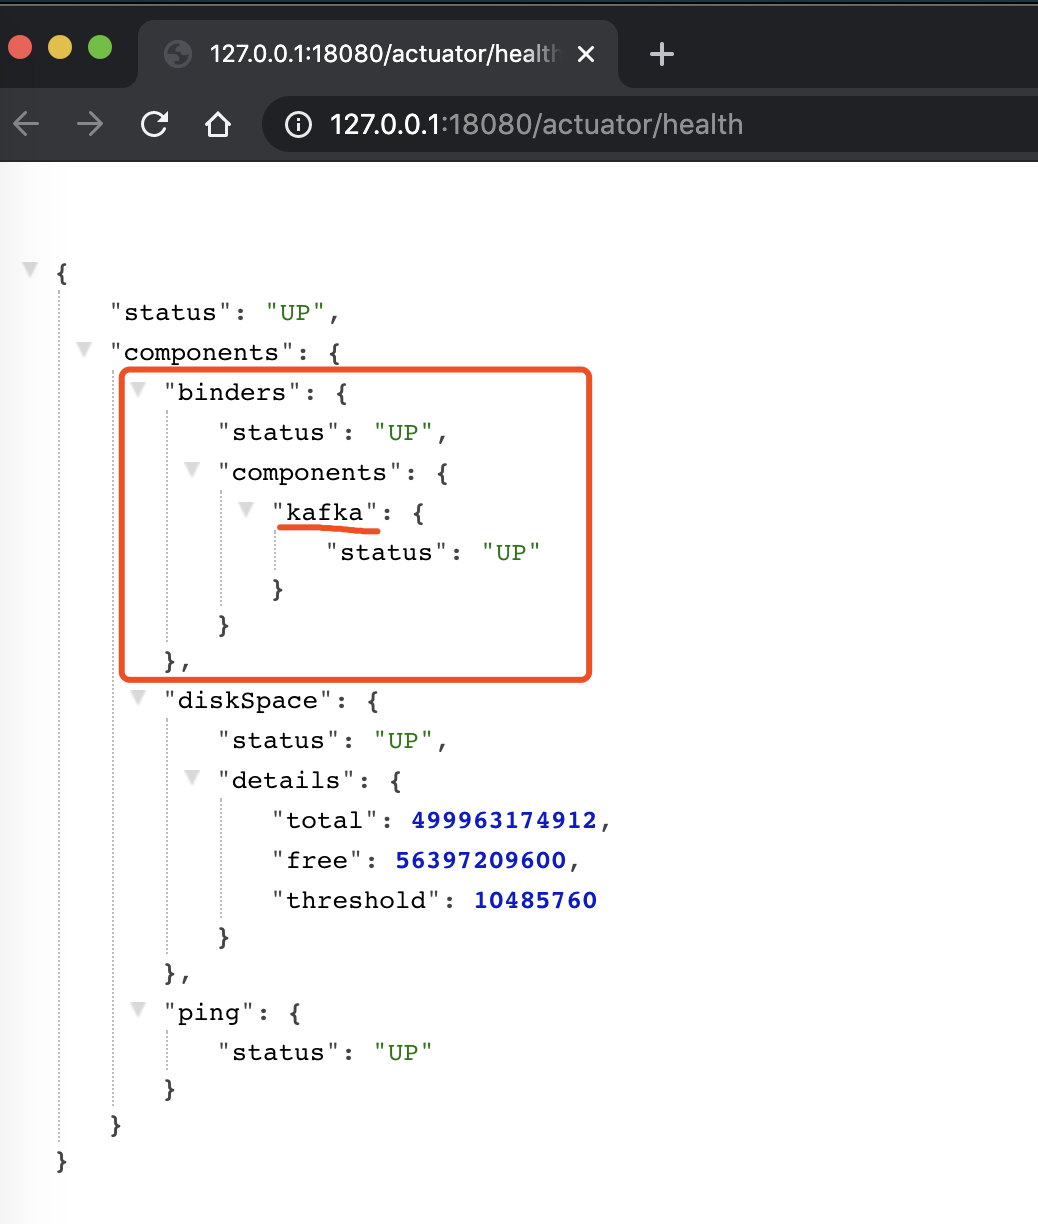 127.0.0.1:18080/actuator/health
127.0.0.1:18080/actuator/health
{
"status": "UP",
"components": {
"binders": {
"status": "UP",
"components": {
"kafka": {
"status": "UP"
}
}
},
"diskSpace": {
"status": "UP",
"details": {
"total": 499963174912,
"free": 56397209600,
"threshold": 10485760
}
},
"ping": {
"status": "UP"
}
}
}